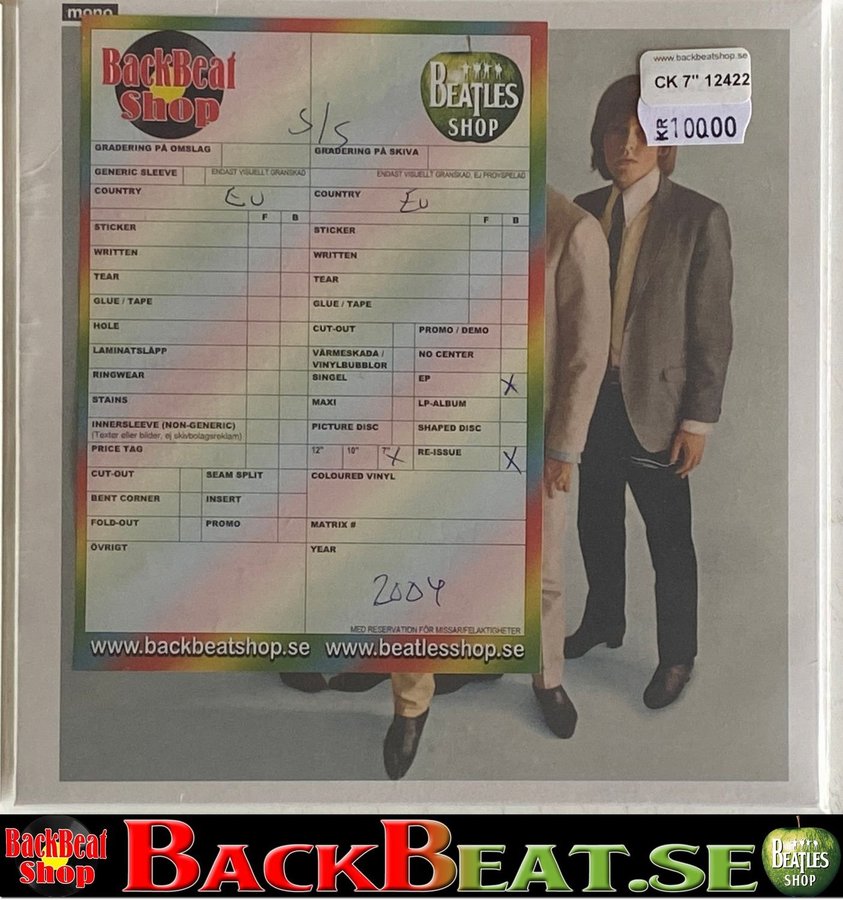 mono
BackBeat
Shop
BEATLES
SHOP
www.backbeatshop.se
CK 7" 12422
KR 100.00
S/S
GRADERING PÅ OMSLAG
GRADERING PÅ SKIVA
GENERIC SLEEVE
ENDAST VISUELLT GRANSKAD
ENDAST VISUELLT GRANSKAD, EJ PROVSPELAD
COUNTRY EU
COUNTRY EU
F B
F B
STICKER
STICKER
WRITTEN
WRITTEN
TEAR
TEAR
GLUE / TAPE
GLUE / TAPE
HOLE
CUT-OUT
PROMO / DEMO
LAMINATSLÄPP
VÄRMESKADA /
VINYLBUBBLOR
NO CENTER
RINGWEAR
SINGEL
EP X
STAINS
MAXI
LP-ALBUM
INNERSLEEVE (NON-GENERIC)
(Texter eller bilder, ej skivbolagsreklam)
PICTURE DISC
SHAPED DISC
PRICE TAG
12" 10" 7" X
RE-ISSUE X
CUT-OUT
SEAM SPLIT
COLOURED VINYL
BENT CORNER
INSERT
FOLD-OUT
PROMO
MATRIX #
ÖVRIGT
YEAR
2004
MED RESERVATION FÖR MISSAR/FELAKTIGHETER
www.backbeatshop.se www.beatlesshop.se
BackBeat
Shop
BACKBEAT.SE
BEATLES
SHOP